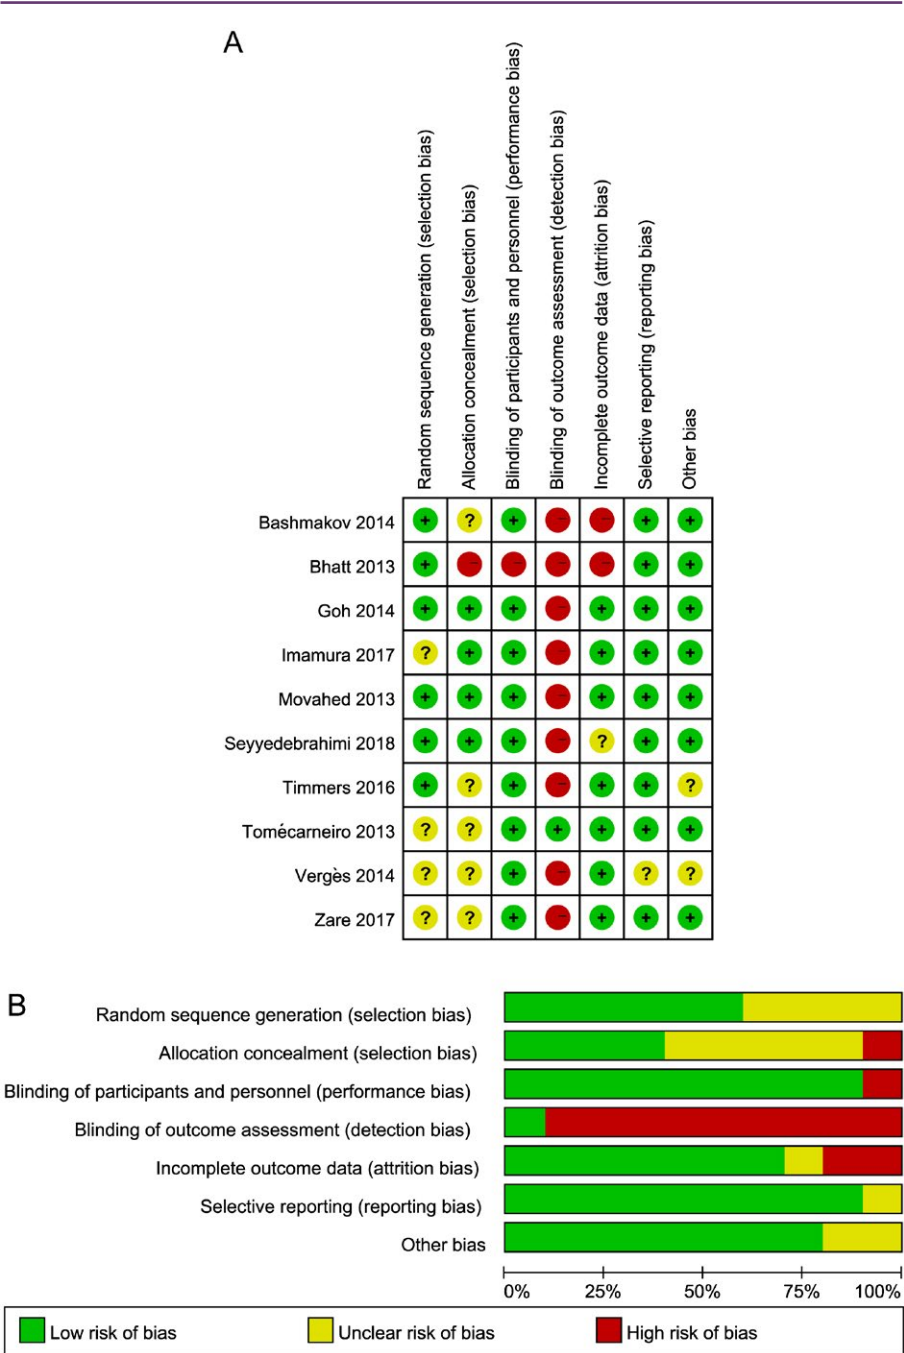 A
Random sequence generation (selection bias)
Allocation concealment (selection bias)
Blinding of participants and personnel (performance bias)
Blinding of outcome assessment (detection bias)
Incomplete outcome data (attrition bias)
Selective reporting (reporting bias)
Other bias
Bashmakov 2014 + ? + - - + +
Bhatt 2013 + - - - - + +
Goh 2014 + + + - + + +
Imamura 2017 ? + + - + + +
Movahed 2013 + + + - + + +
Seyyedebrahimi 2018 + + + - ? + +
Timmers 2016 + ? + - + + ?
Tomécarneiro 2013 ? ? + + + + +
Vergès 2014 ? ? + - + ? ?
Zare 2017 ? ? + - + + +
B
Random sequence generation (selection bias)
Allocation concealment (selection bias)
Blinding of participants and personnel (performance bias)
Blinding of outcome assessment (detection bias)
Incomplete outcome data (attrition bias)
Selective reporting (reporting bias)
Other bias
0% 25% 50% 75% 100%
Low risk of bias Unclear risk of bias High risk of bias